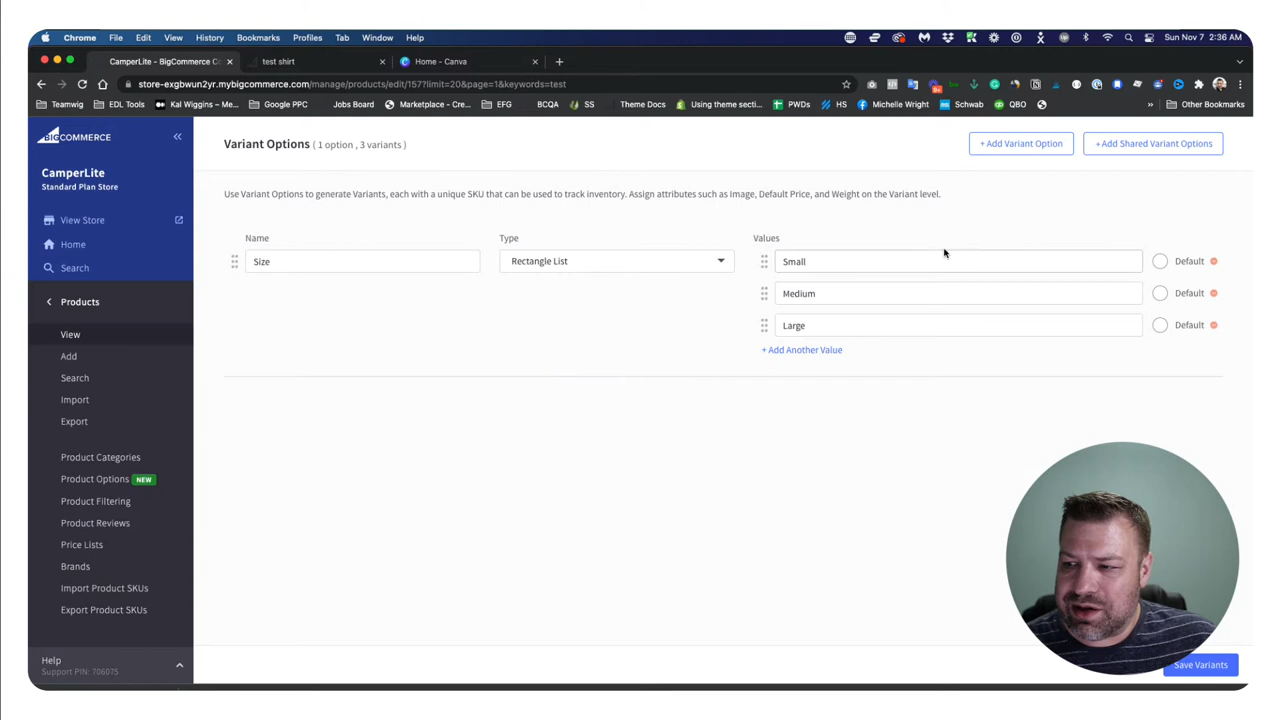 Chrome File Edit View History Bookmarks Profiles Tab Window Help Sun Nov 7 2:36 AM
CamperLite – BigCommerce Co × test shirt × Home – Canva × +
store-exgbwun2yr.mybigcommerce.com/manage/products/edit/157?limit=20&page=1&keywords=test
Teamwig EDL Tools Kal Wiggins – Me... Google PPC Jobs Board Marketplace – Cre... EFG BCQA SS Theme Docs Using theme secti... PWDs HS Michelle Wright Schwab QBO » Other Bookmarks
BIGCOMMERCE
CamperLite
Standard Plan Store
View Store
Home
Search
Products
View
Add
Search
Import
Export
Product Categories
Product Options NEW
Product Filtering
Product Reviews
Price Lists
Brands
Import Product SKUs
Export Product SKUs
Help
Support PIN: 706075
Variant Options ( 1 option , 3 variants )
+ Add Variant Option
+ Add Shared Variant Options
Use Variant Options to generate Variants, each with a unique SKU that can be used to track inventory. Assign attributes such as Image, Default Price, and Weight on the Variant level.
Name Type Values
Size Rectangle List Small Default
Medium Default
Large Default
+ Add Another Value
Save Variants